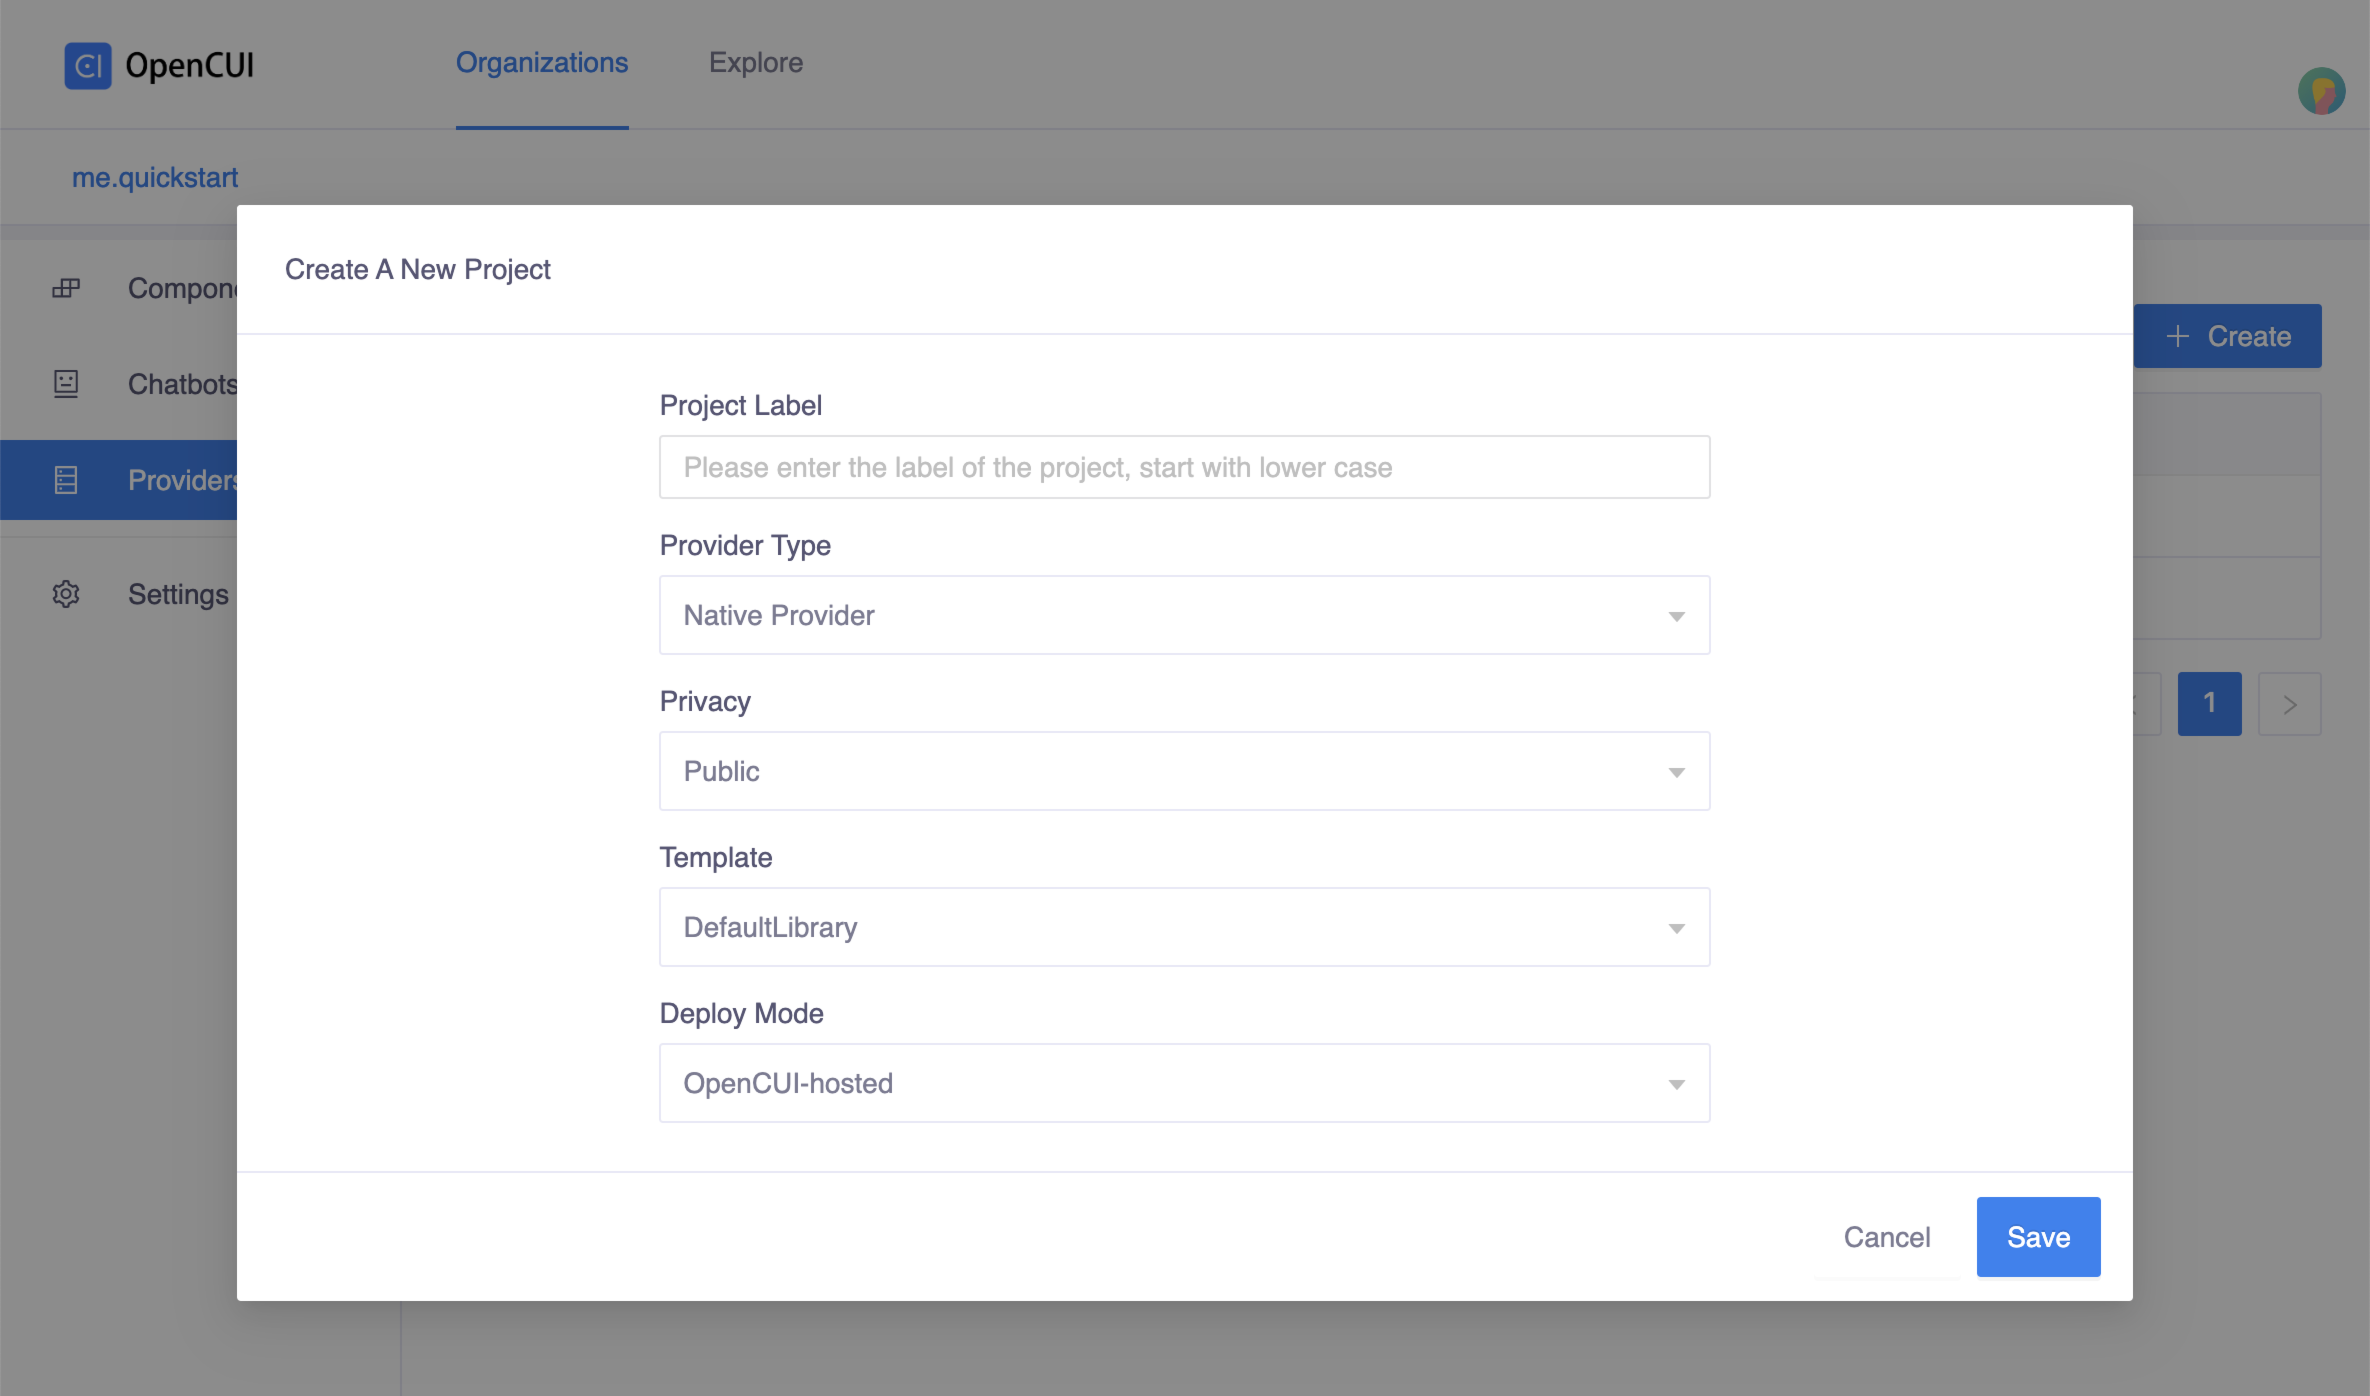 CI OpenCUI
Organizations
Explore
me.quickstart
Create A New Project
Chatbots
Create
Project Label
Please enter the label of the project, start with lower case
Providers
Provider Type
Native Provider
Settings
Privacy
Public
1
Template
DefaultLibrary
Deploy Mode
OpenCUI-hosted
Cancel
Save